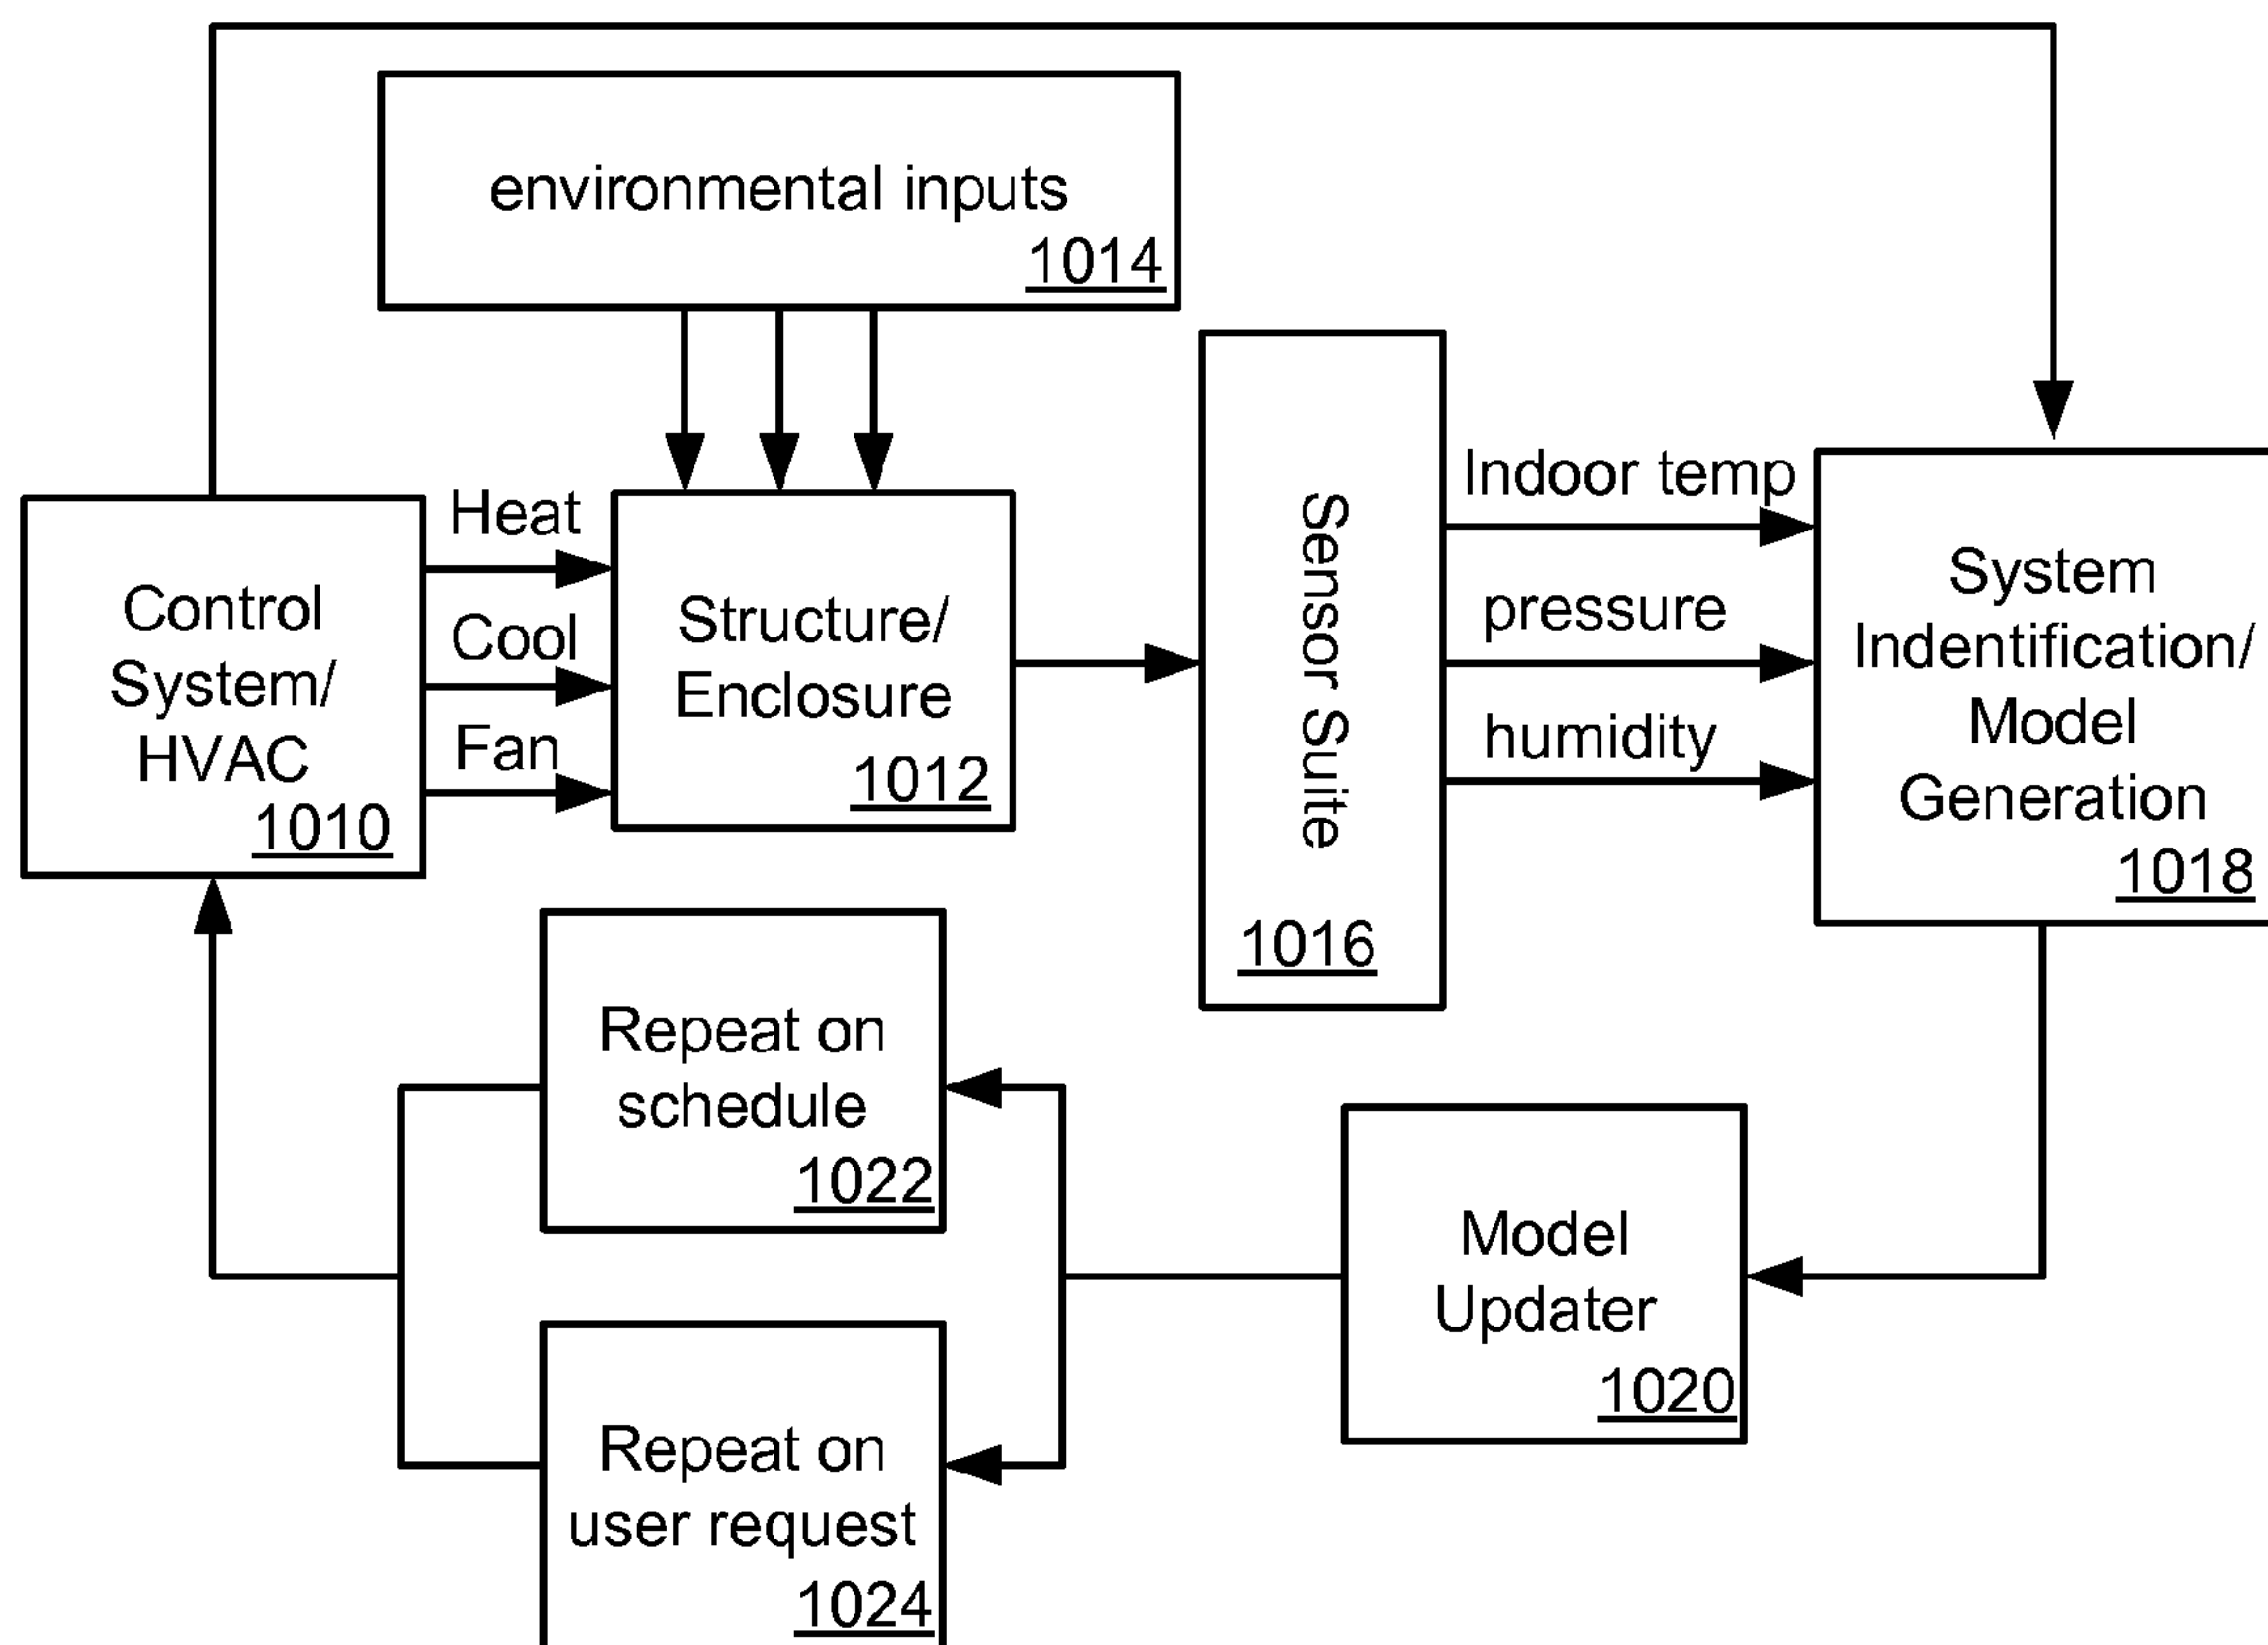 environmental inputs
1014
Control
System/
HVAC
1010
Heat
Cool
Fan
Structure/
Enclosure
1012
Sensor Suite
1016
Indoor temp
pressure
humidity
System
Indentification/
Model
Generation
1018
Repeat on
schedule
1022
Model
Updater
1020
Repeat on
user request
1024